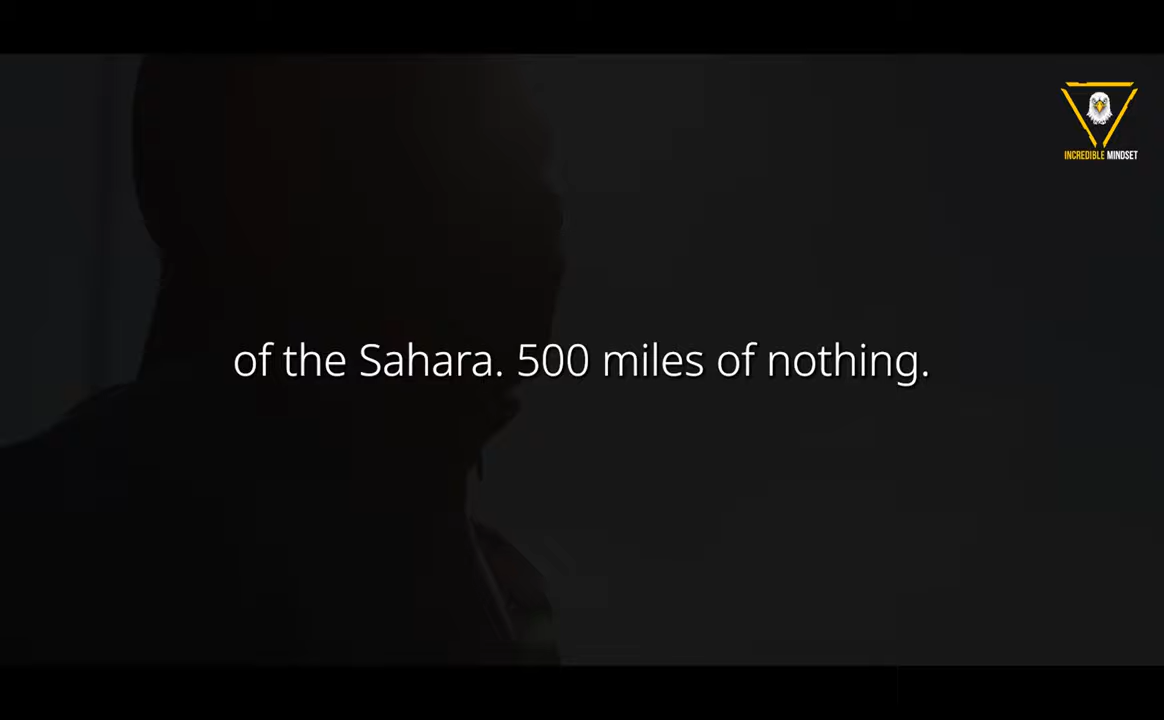 INCREDIBLE MINDSET
of the Sahara. 500 miles of nothing.